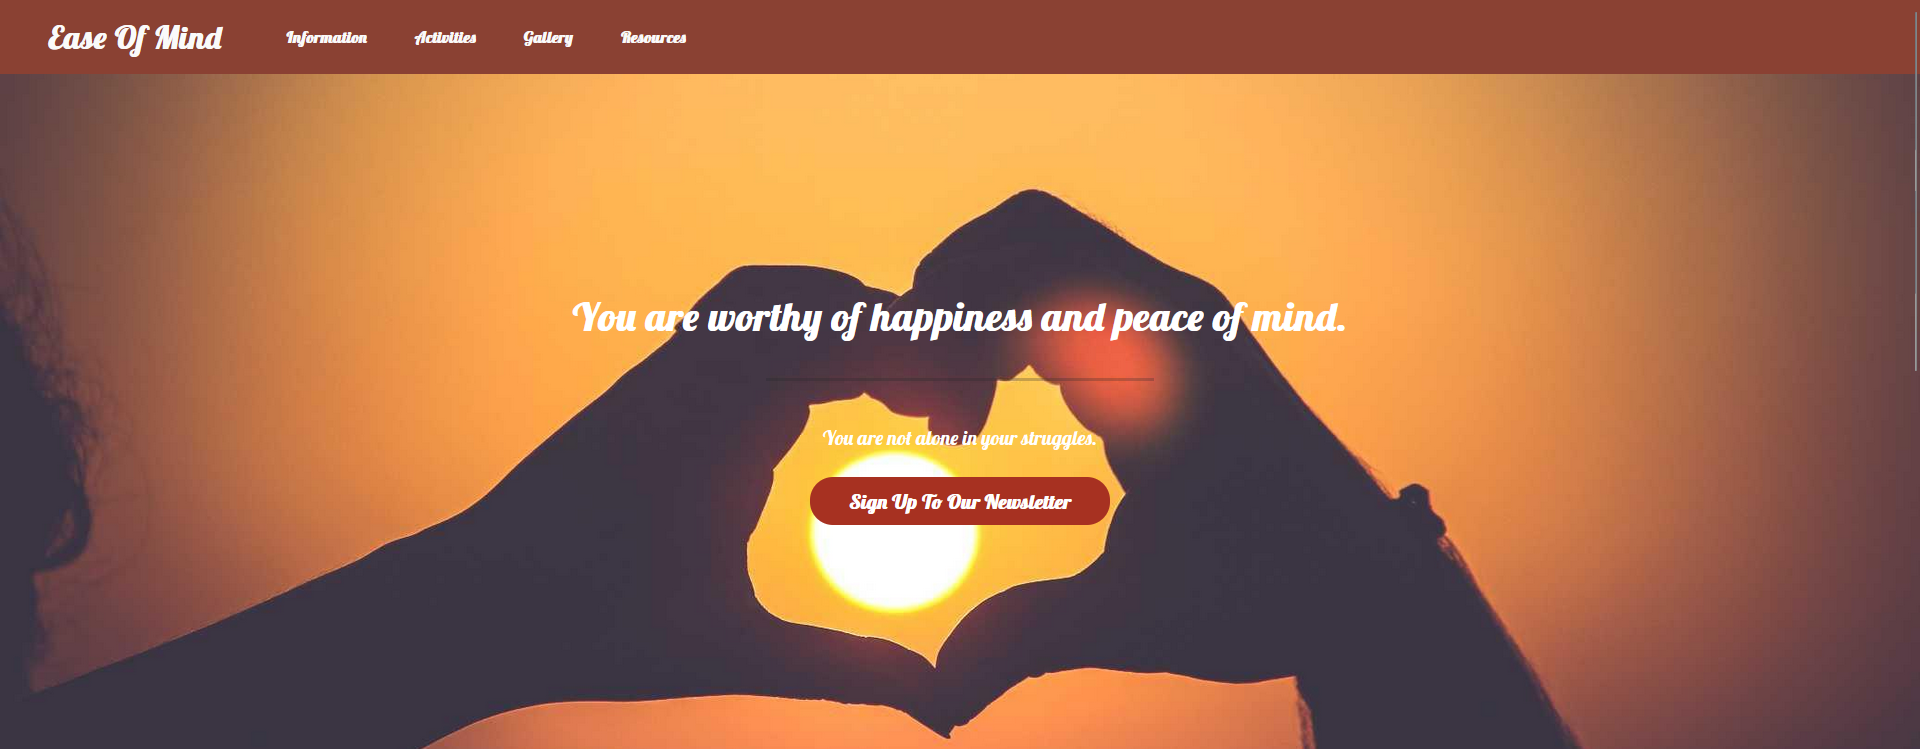 Ease Of Mind
Information Activities Gallery Resources
You are worthy of happiness and peace of mind.
You are not alone in your struggles.
Sign Up To Our Newsletter